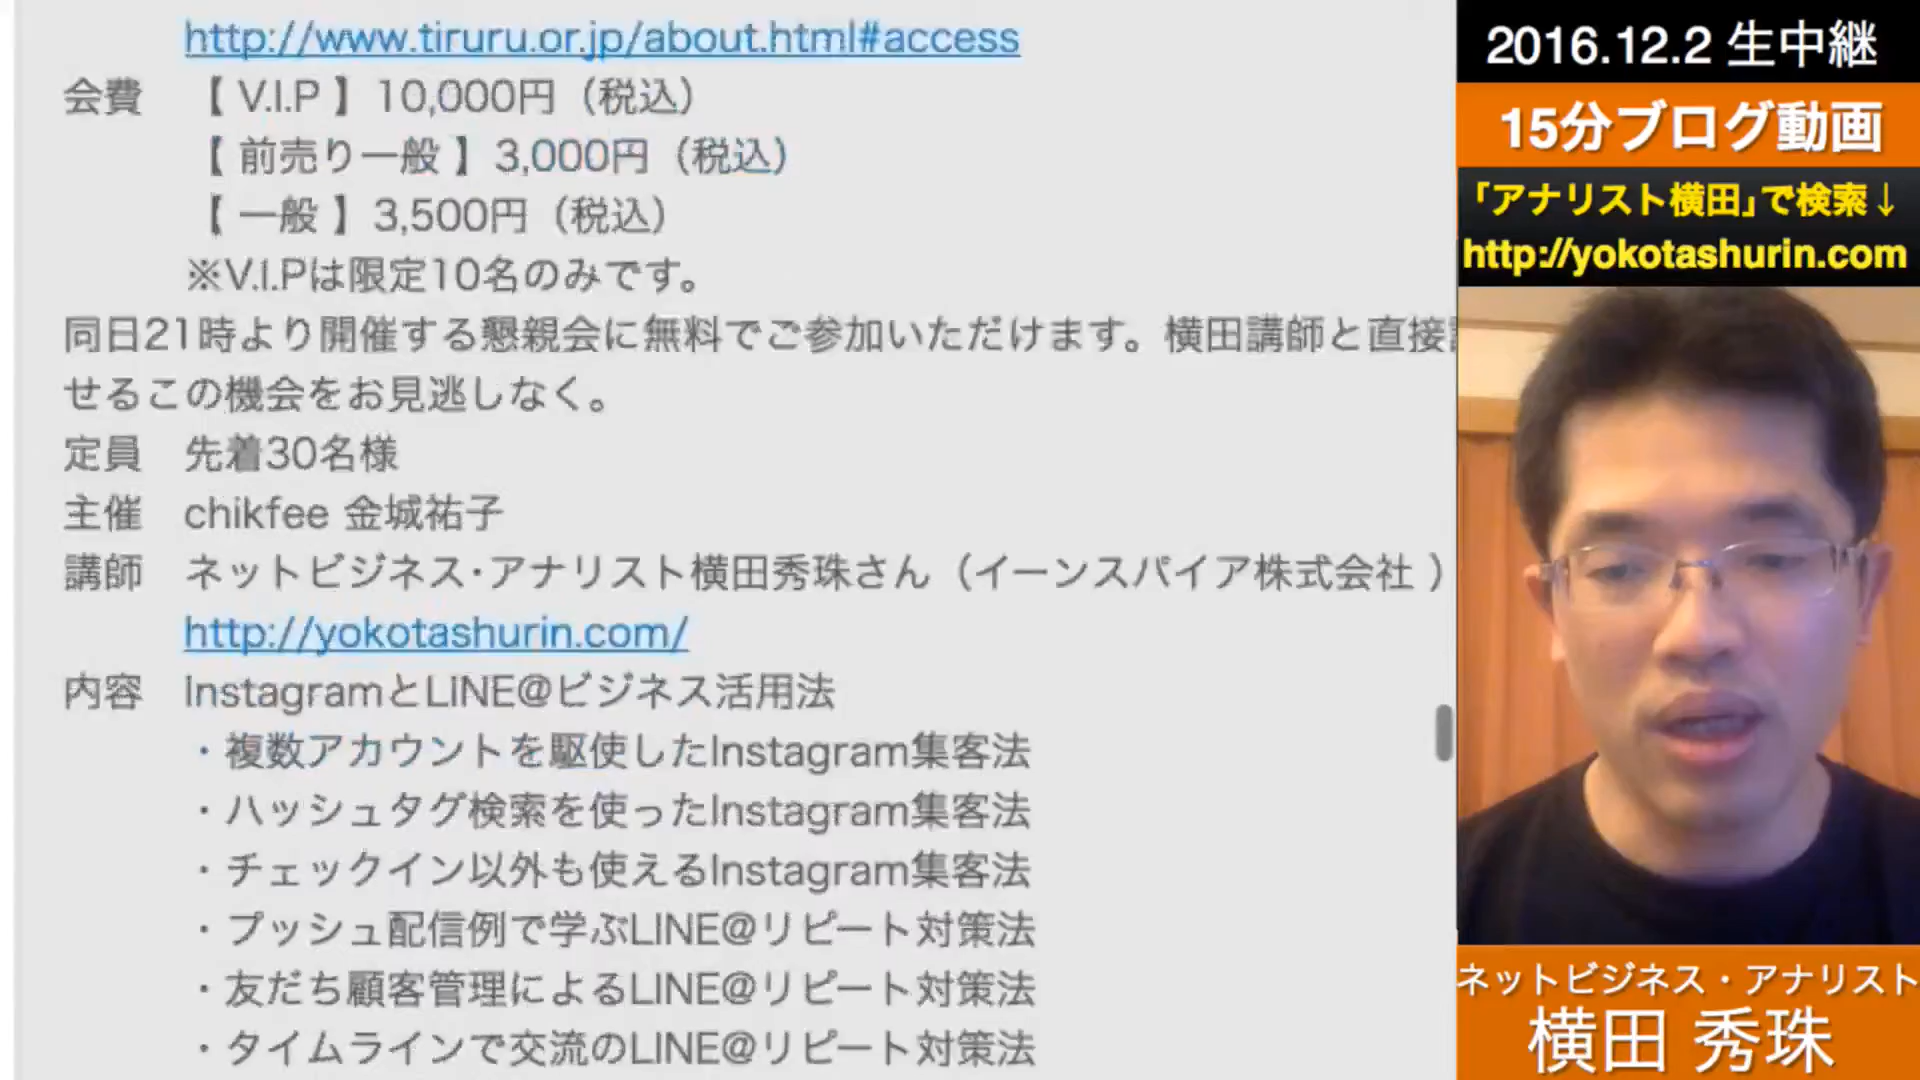 http://www.tiruru.or.jp/about.html#access
会費 【 V.I.P 】 10,000円（税込）
【 前売り一般 】 3,000円（税込）
【 一般 】 3,500円（税込）
※V.I.Pは限定10名のみです。
同日21時より開催する懇親会に無料でご参加いただけます。横田講師と直接
せるこの機会をお見逃しなく。
定員 先着30名様
主催 chikfee 金城祐子
講師 ネットビジネス・アナリスト横田秀珠さん（イーンスパイア株式会社 ）
http://yokotashurin.com/
内容 InstagramとLINE@ビジネス活用法
・複数アカウントを駆使したInstagram集客法
・ハッシュタグ検索を使ったInstagram集客法
・チェックイン以外も使えるInstagram集客法
・プッシュ配信例で学ぶLINE@リピート対策法
・友だち顧客管理によるLINE@リピート対策法
・タイムラインで交流のLINE@リピート対策法
2016.12.2 生中継
15分ブログ動画
「アナリスト横田」で検索↓
http://yokotashurin.com
ネットビジネス・アナリスト
横田 秀珠